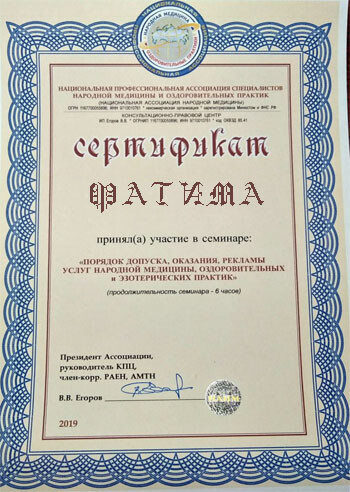 НАРОДНАЯ МЕДИЦИНА
НАЦИОНАЛЬНАЯ ПРОФЕССИОНАЛЬНАЯ АССОЦИАЦИЯ СПЕЦИАЛИСТОВ
НАРОДНОЙ МЕДИЦИНЫ И ОЗДОРОВИТЕЛЬНЫХ ПРАКТИК
(НАЦИОНАЛЬНАЯ АССОЦИАЦИЯ НАРОДНОЙ МЕДИЦИНЫ)
КОНСУЛЬТАЦИОННО-ПРАВОВОЙ ЦЕНТР
сертификат
ФАТИМА
принял(а) участие в семинаре:
«ПОРЯДОК ДОПУСКА, ОКАЗАНИЯ, РЕКЛАМЫ
УСЛУГ НАРОДНОЙ МЕДИЦИНЫ, ОЗДОРОВИТЕЛЬНЫХ
и ЭЗОТЕРИЧЕСКИХ ПРАКТИК»
(продолжительность семинара - 6 часов)
Президент Ассоциации,
руководитель КПЦ,
член-корр. РАЕН, АМТН
В.В. Егоров
2019